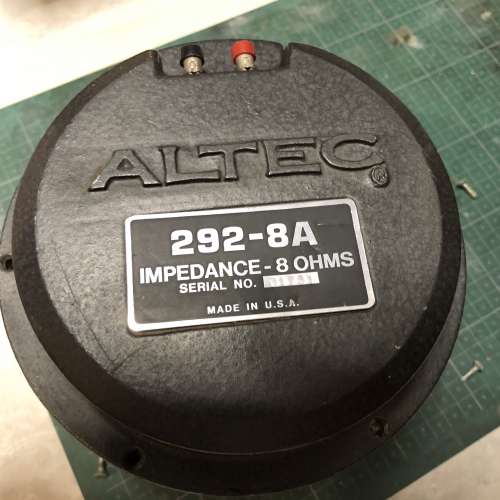 ALTEC®
292-8A
IMPEDANCE - 8 OHMS
SERIAL NO.
MADE IN U.S.A.